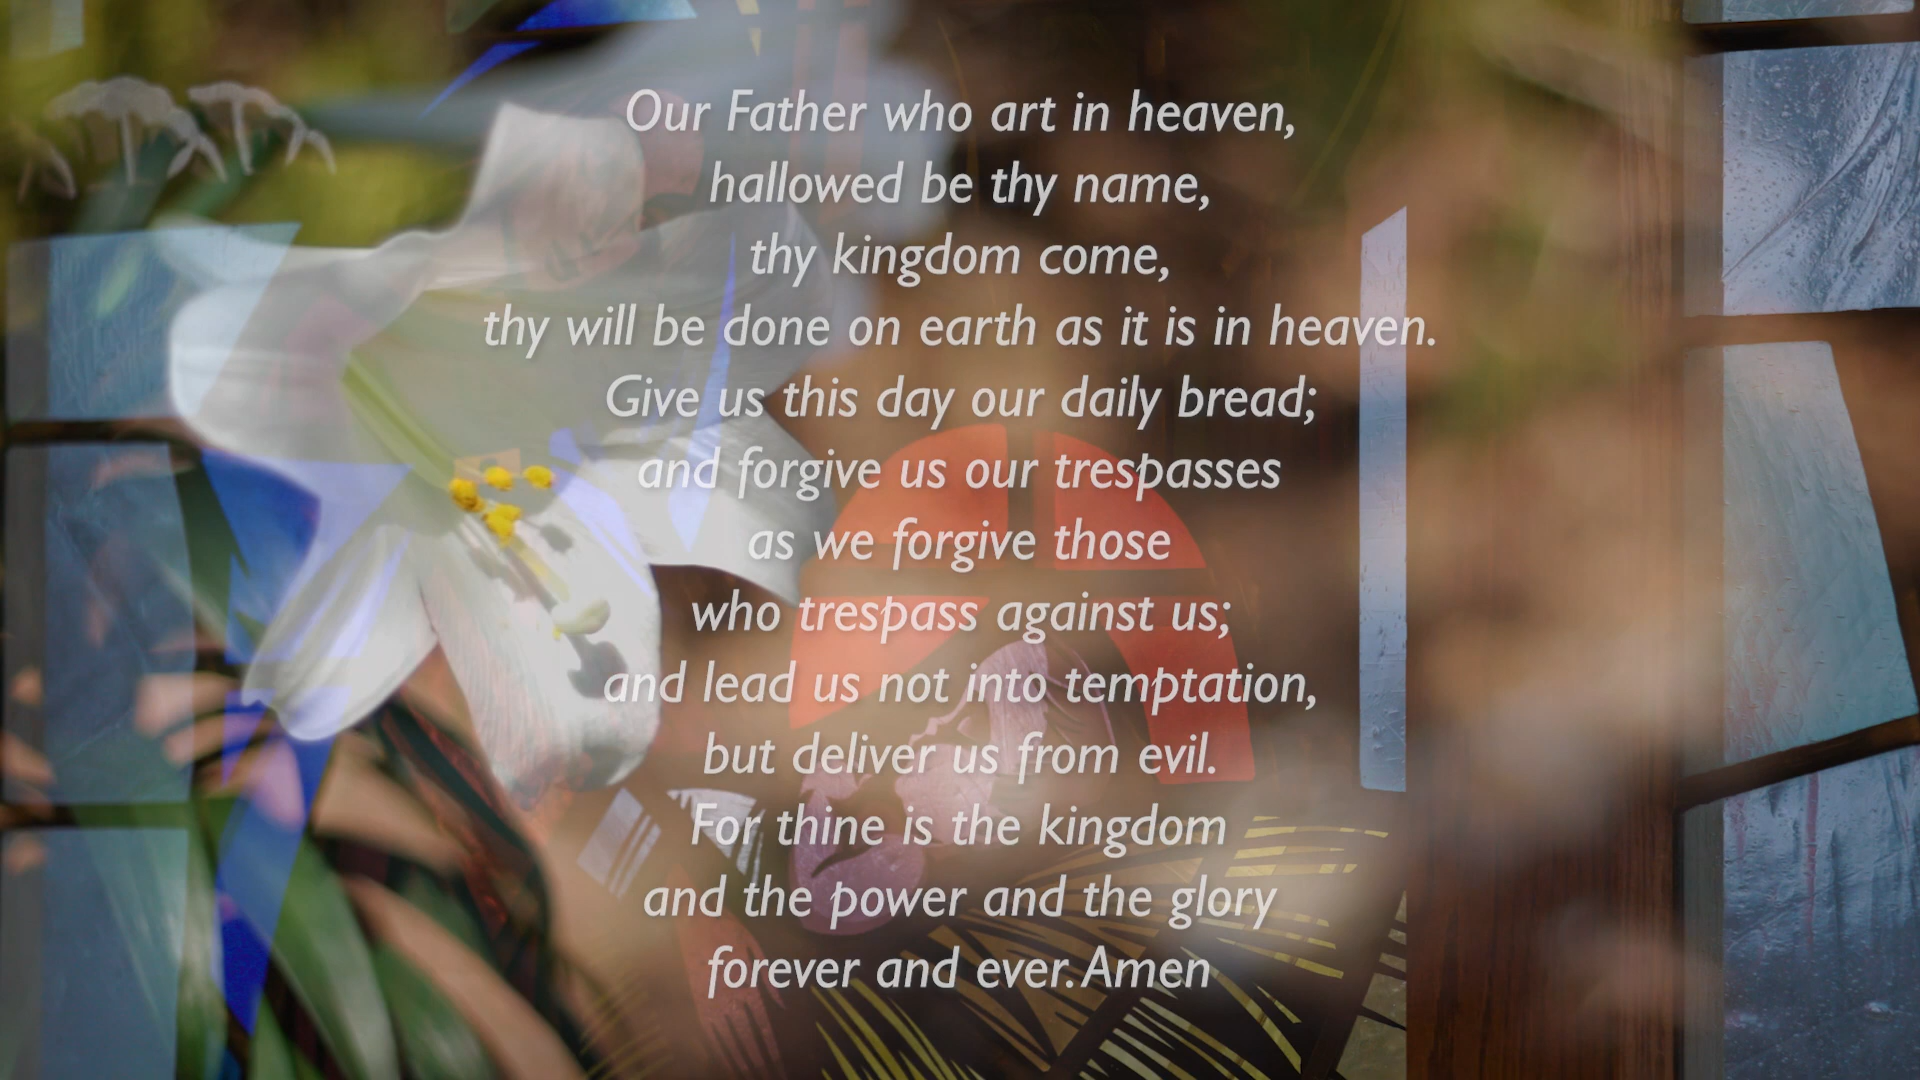 Our Father who art in heaven,
hallowed be thy name,
thy kingdom come,
thy will be done on earth as it is in heaven.
Give us this day our daily bread;
and forgive us our trespasses
as we forgive those
who trespass against us;
and lead us not into temptation,
but deliver us from evil.
For thine is the kingdom
and the power and the glory
forever and ever. Amen